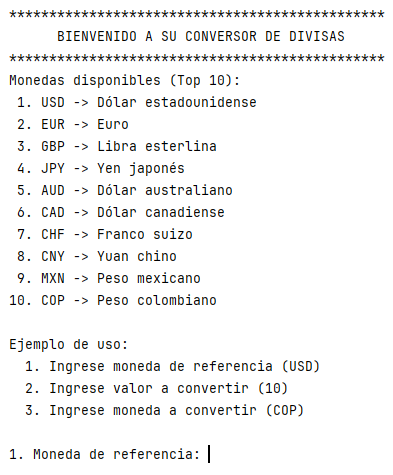 ***********************************************
BIENVENIDO A SU CONVERSOR DE DIVISAS
***********************************************
Monedas disponibles (Top 10):
1. USD -> Dólar estadounidense
2. EUR -> Euro
3. GBP -> Libra esterlina
4. JPY -> Yen japonés
5. AUD -> Dólar australiano
6. CAD -> Dólar canadiense
7. CHF -> Franco suizo
8. CNY -> Yuan chino
9. MXN -> Peso mexicano
10. COP -> Peso colombiano
Ejemplo de uso:
1. Ingrese moneda de referencia (USD)
2. Ingrese valor a convertir (10)
3. Ingrese moneda a convertir (COP)
1. Moneda de referencia: